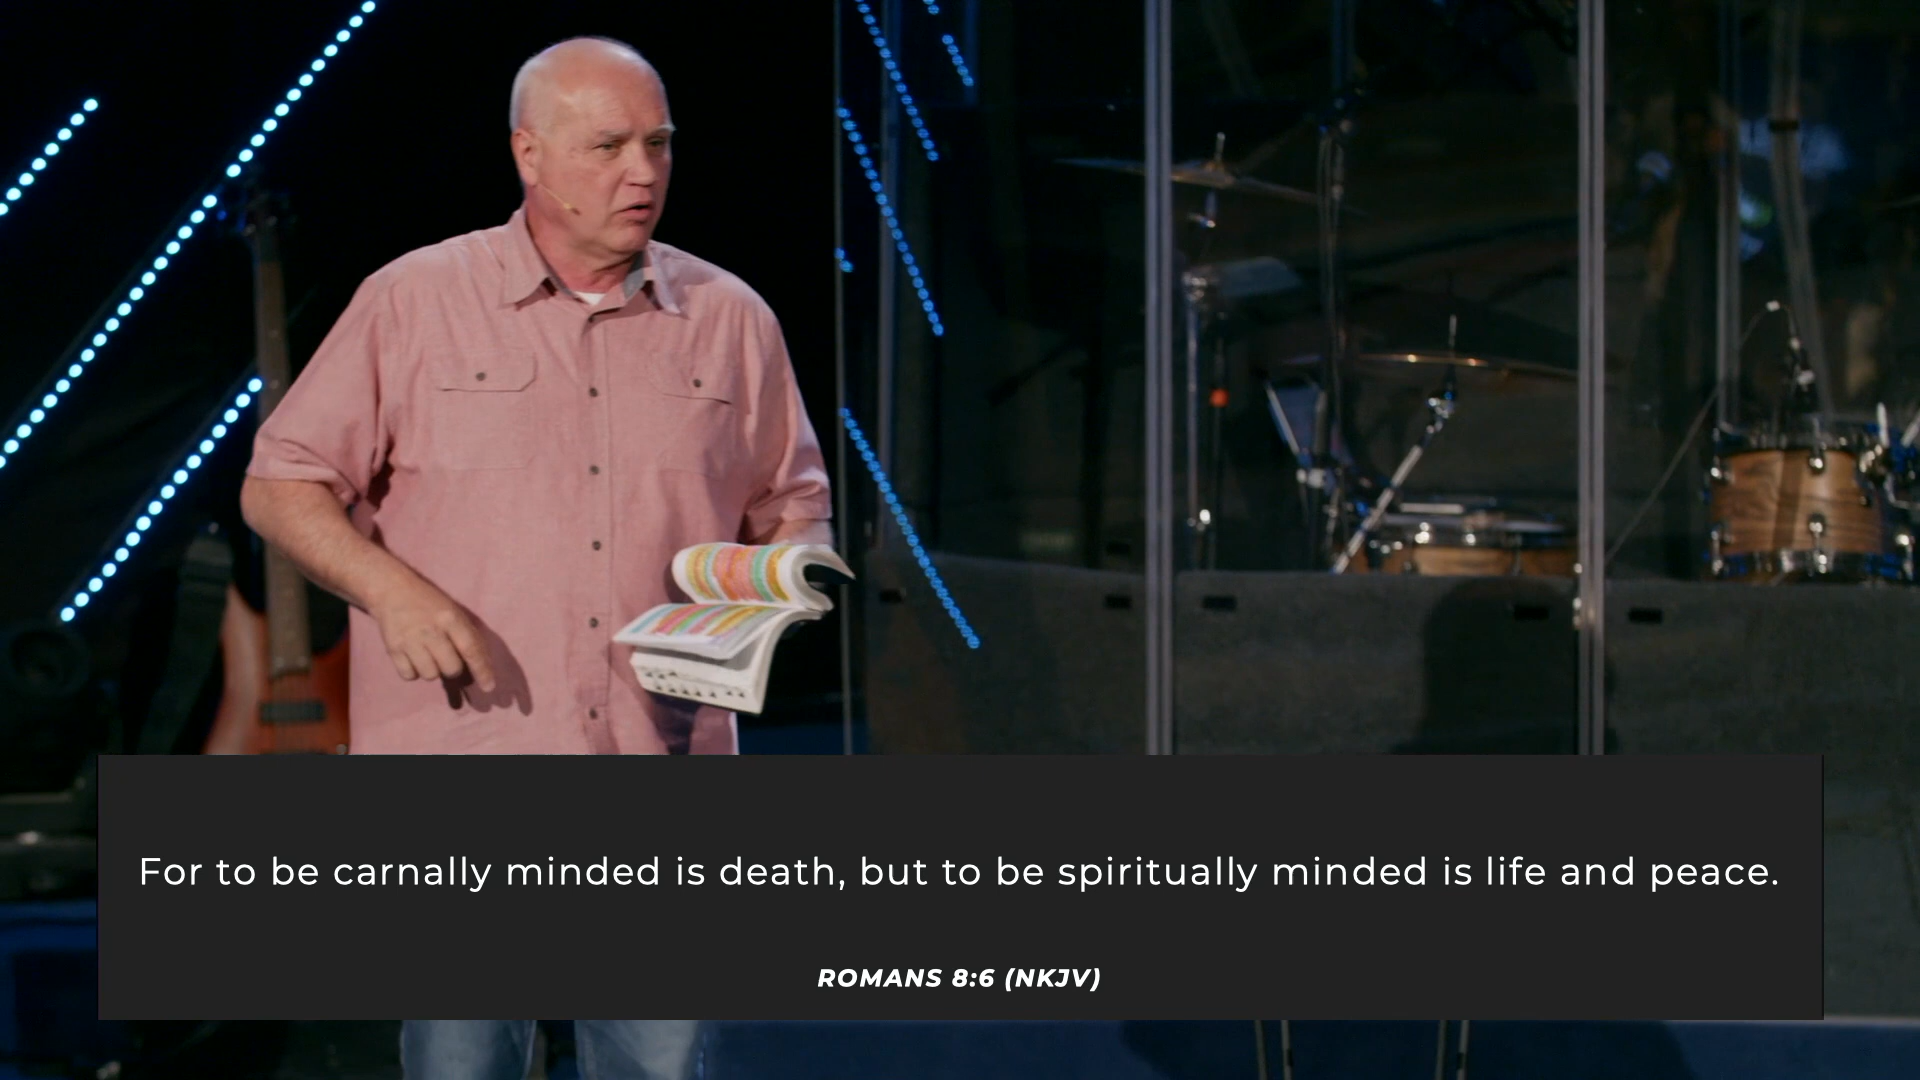 For to be carnally minded is death, but to be spiritually minded is life and peace.
ROMANS 8:6 (NKJV)